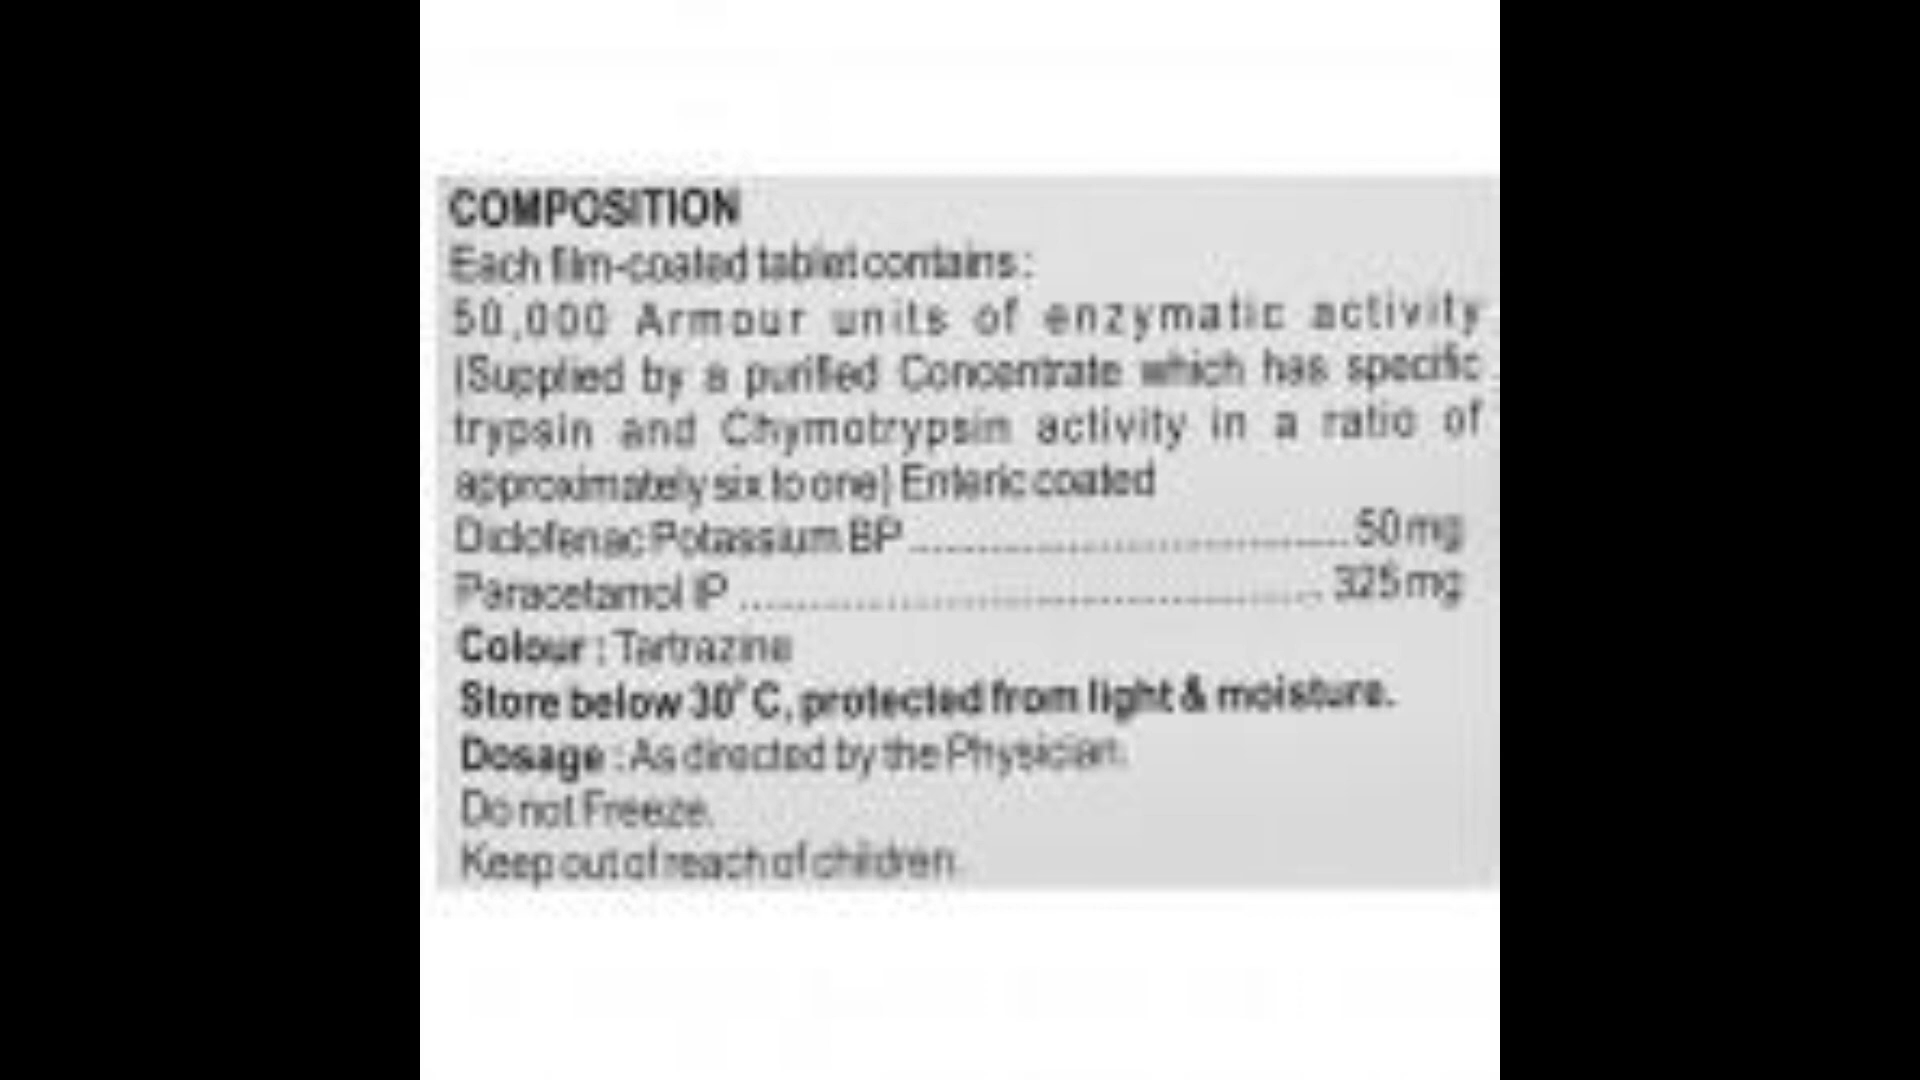 COMPOSITION
Each film-coated tablet contains :
50,000 Armour units of enzymatic activity
(Supplied by a purified Concentrate which has specific
trypsin and Chymotrypsin activity in a ratio of
approximately six to one) Enteric coated
Diclofenac Potassium BP ........................................ 50 mg
Paracetamol IP ..................................................... 325 mg
Colour : Tartrazine
Store below 30° C, protected from light & moisture.
Dosage : As directed by the Physician.
Do not Freeze.
Keep out of reach of children.